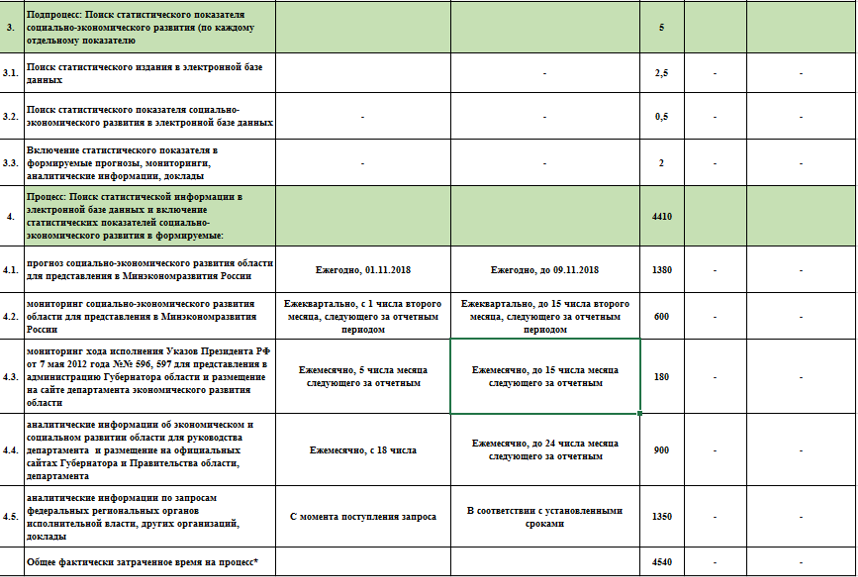 Подпроцесс: Поиск статистического показателя
социально-экономического развития (по каждому
отдельному показателю
3.
5
3.1.
Поиск статистического издания в электронной базе
данных
-
2,5
-
-
3.2.
Поиск статистического показателя социально-
экономического развития в электронной базе данных
-
-
0,5
-
-
3.3.
Включение статистического показателя в
формируемые прогнозы, мониторинги,
аналитические информации, доклады
-
-
2
-
-
4.
Процесс: Поиск статистической информации в
электронной базе данных и включение
статистических показателей социально-
экономического развития в формируемые:
4410
4.1.
прогноз социально-экономического развития области
для представления в Минэкономразвития России
Ежегодно, 01.11.2018
Ежегодно, до 09.11.2018
1380
-
-
4.2.
мониторинг социально-экономического развития
области для представления в Минэкономразвития
России
Ежеквартально, с 1 числа второго
месяца, следующего за отчетным
периодом
Ежеквартально, до 15 числа второго
месяца, следующего за отчетным
периодом
600
-
-
4.3.
мониторинг хода исполнения Указов Президента РФ
от 7 мая 2012 года №№ 596, 597 для представления в
администрацию Губернатора области и размещение
на сайте департамента экономического развития
области
Ежемесячно, 5 числа месяца
следующего за отчетным
Ежемесячно, до 15 числа месяца
следующего за отчетным
180
-
-
4.4.
аналитические информации об экономическом и
социальном развитии области для руководства
департамента и размещение на официальных
сайтах Губернатора и Правительства области,
департамента
Ежемесячно, с 18 числа
Ежемесячно, до 24 числа месяца
следующего за отчетным
900
-
-
4.5.
аналитические информации по запросам
федеральных региональных органов
исполнительной власти, других организаций,
доклады
С момента поступления запроса
В соответствии с установленными
сроками
1350
-
-
Общее фактически затраченное время на процесс*
4540
-
-